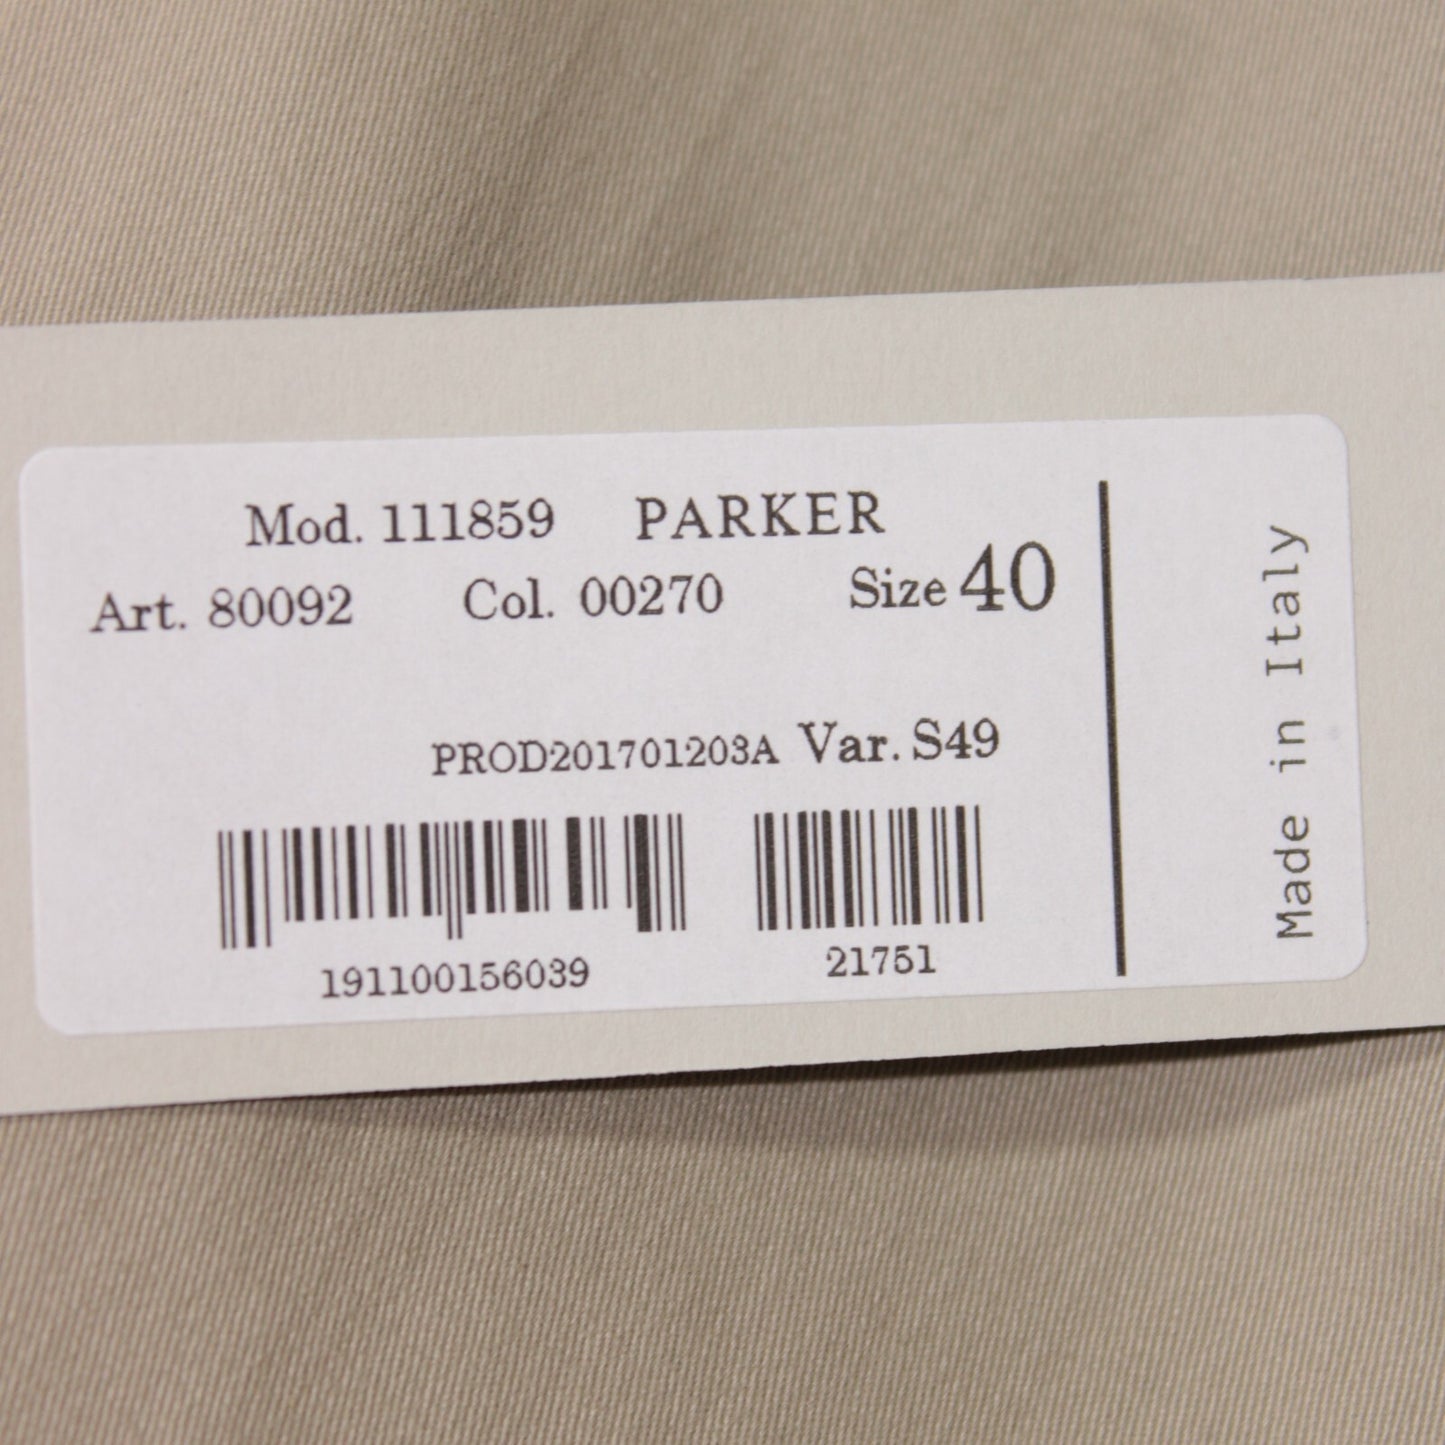 Mod. 111859 PARKER
Art. 80092 Col. 00270 Size 40
PROD201701203A Var. S49
191100156039 21751
Made in Italy